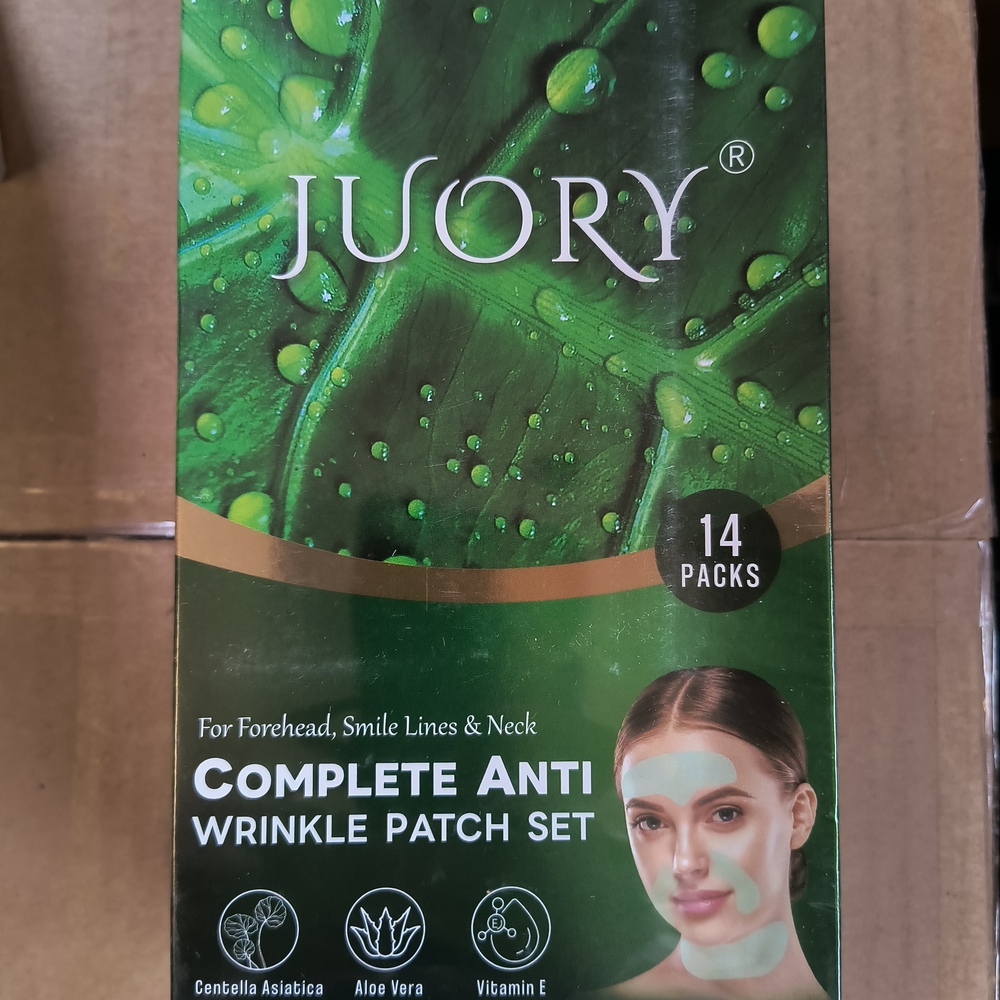 JUORY®
14
PACKS
For Forehead, Smile Lines & Neck
COMPLETE ANTI
WRINKLE PATCH SET
E
Centella Asiatica Aloe Vera Vitamin E